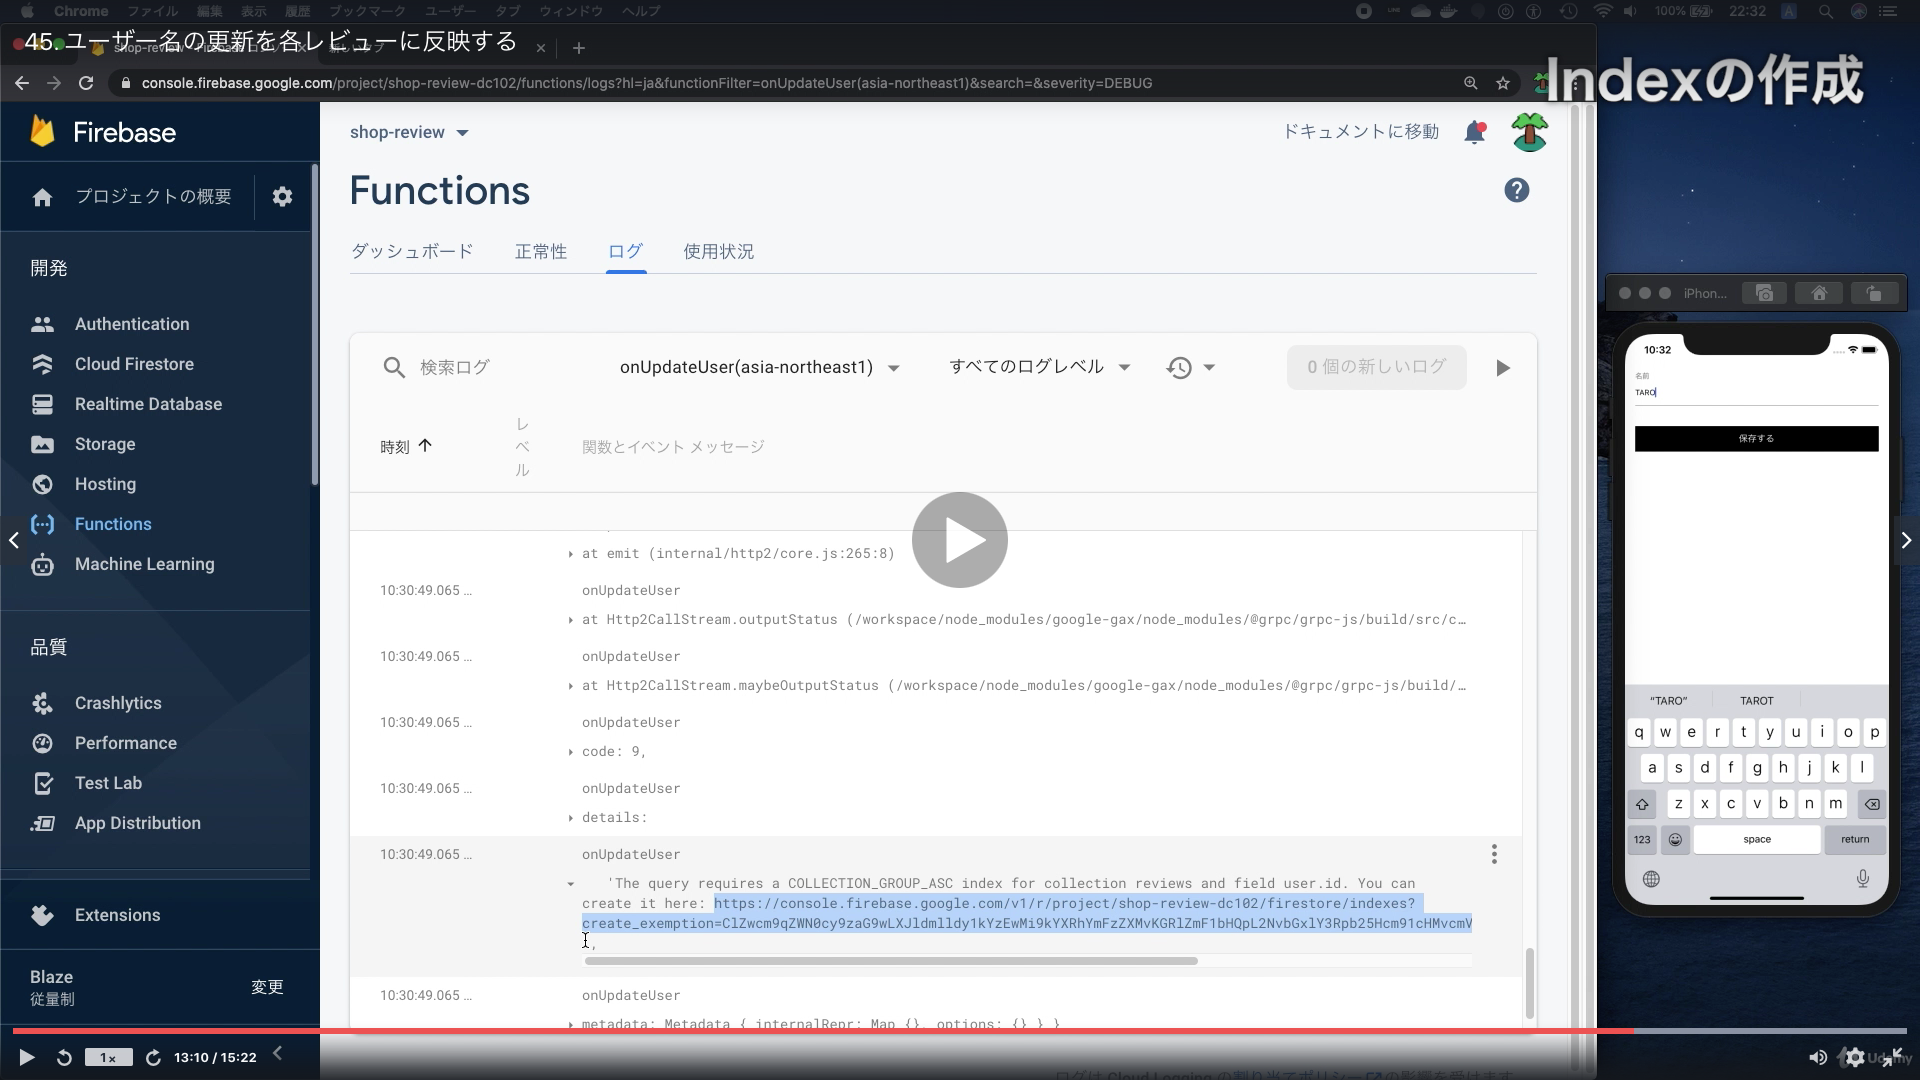 Chrome ファイル 編集 表示 履歴 ブックマーク ユーザー タブ ウィンドウ ヘルプ
100% 22:32 A
45. ユーザー名の更新を各レビューに反映する
console.firebase.google.com/project/shop-review-dc102/functions/logs?hl=ja&functionFilter=onUpdateUser(asia-northeast1)&search=&severity=DEBUG
Indexの作成
Firebase
shop-review
ドキュメントに移動
プロジェクトの概要
Functions
ダッシュボード 正常性 ログ 使用状況
開発
Authentication
Cloud Firestore
Realtime Database
Storage
Hosting
Functions
Machine Learning
品質
Crashlytics
Performance
Test Lab
App Distribution
Extensions
Blaze
従量制
変更
検索ログ onUpdateUser(asia-northeast1) すべてのログレベル 0 個の新しいログ
時刻 レベル 関数とイベント メッセージ
at emit (internal/http2/core.js:265:8)
10:30:49.065 … onUpdateUser
at Http2CallStream.outputStatus (/workspace/node_modules/google-gax/node_modules/@grpc/grpc-js/build/src/c…
10:30:49.065 … onUpdateUser
at Http2CallStream.maybeOutputStatus (/workspace/node_modules/google-gax/node_modules/@grpc/grpc-js/build/…
10:30:49.065 … onUpdateUser
code: 9,
10:30:49.065 … onUpdateUser
details:
10:30:49.065 … onUpdateUser
'The query requires a COLLECTION_GROUP_ASC index for collection reviews and field user.id. You can
create it here: https://console.firebase.google.com/v1/r/project/shop-review-dc102/firestore/indexes?
create_exemption=ClZwcm9qZWN0cy9zaG9wLXJldmlldy1kYzEwMi9kYXRhYmFzZXMvKGRlZmF1bHQpL2NvbGxlY3Rpb25Hcm91cHMvcmV
',
10:30:49.065 … onUpdateUser
metadata: Metadata { internalRepr: Map {}, options: {} } }
iPhon...
10:32
名前
TARO
保存する
“TARO” TAROT
q w e r t y u i o p
a s d f g h j k l
z x c v b n m
123 space return
1x 13:10 / 15:22
Udemy